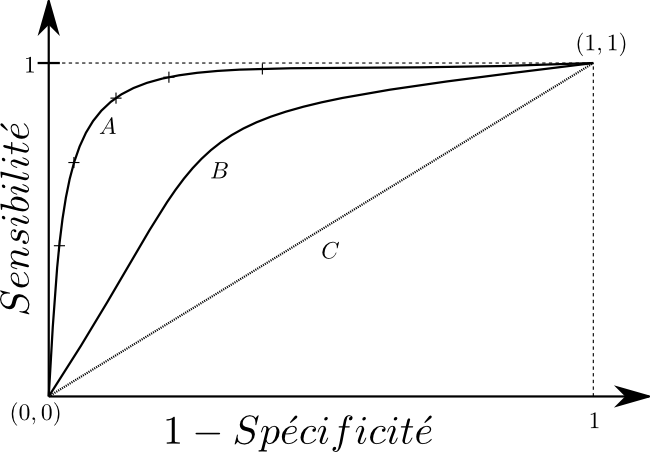 (1, 1)
1
A
B
C
Sensibilité
(0, 0)
1
1 − Spécificité